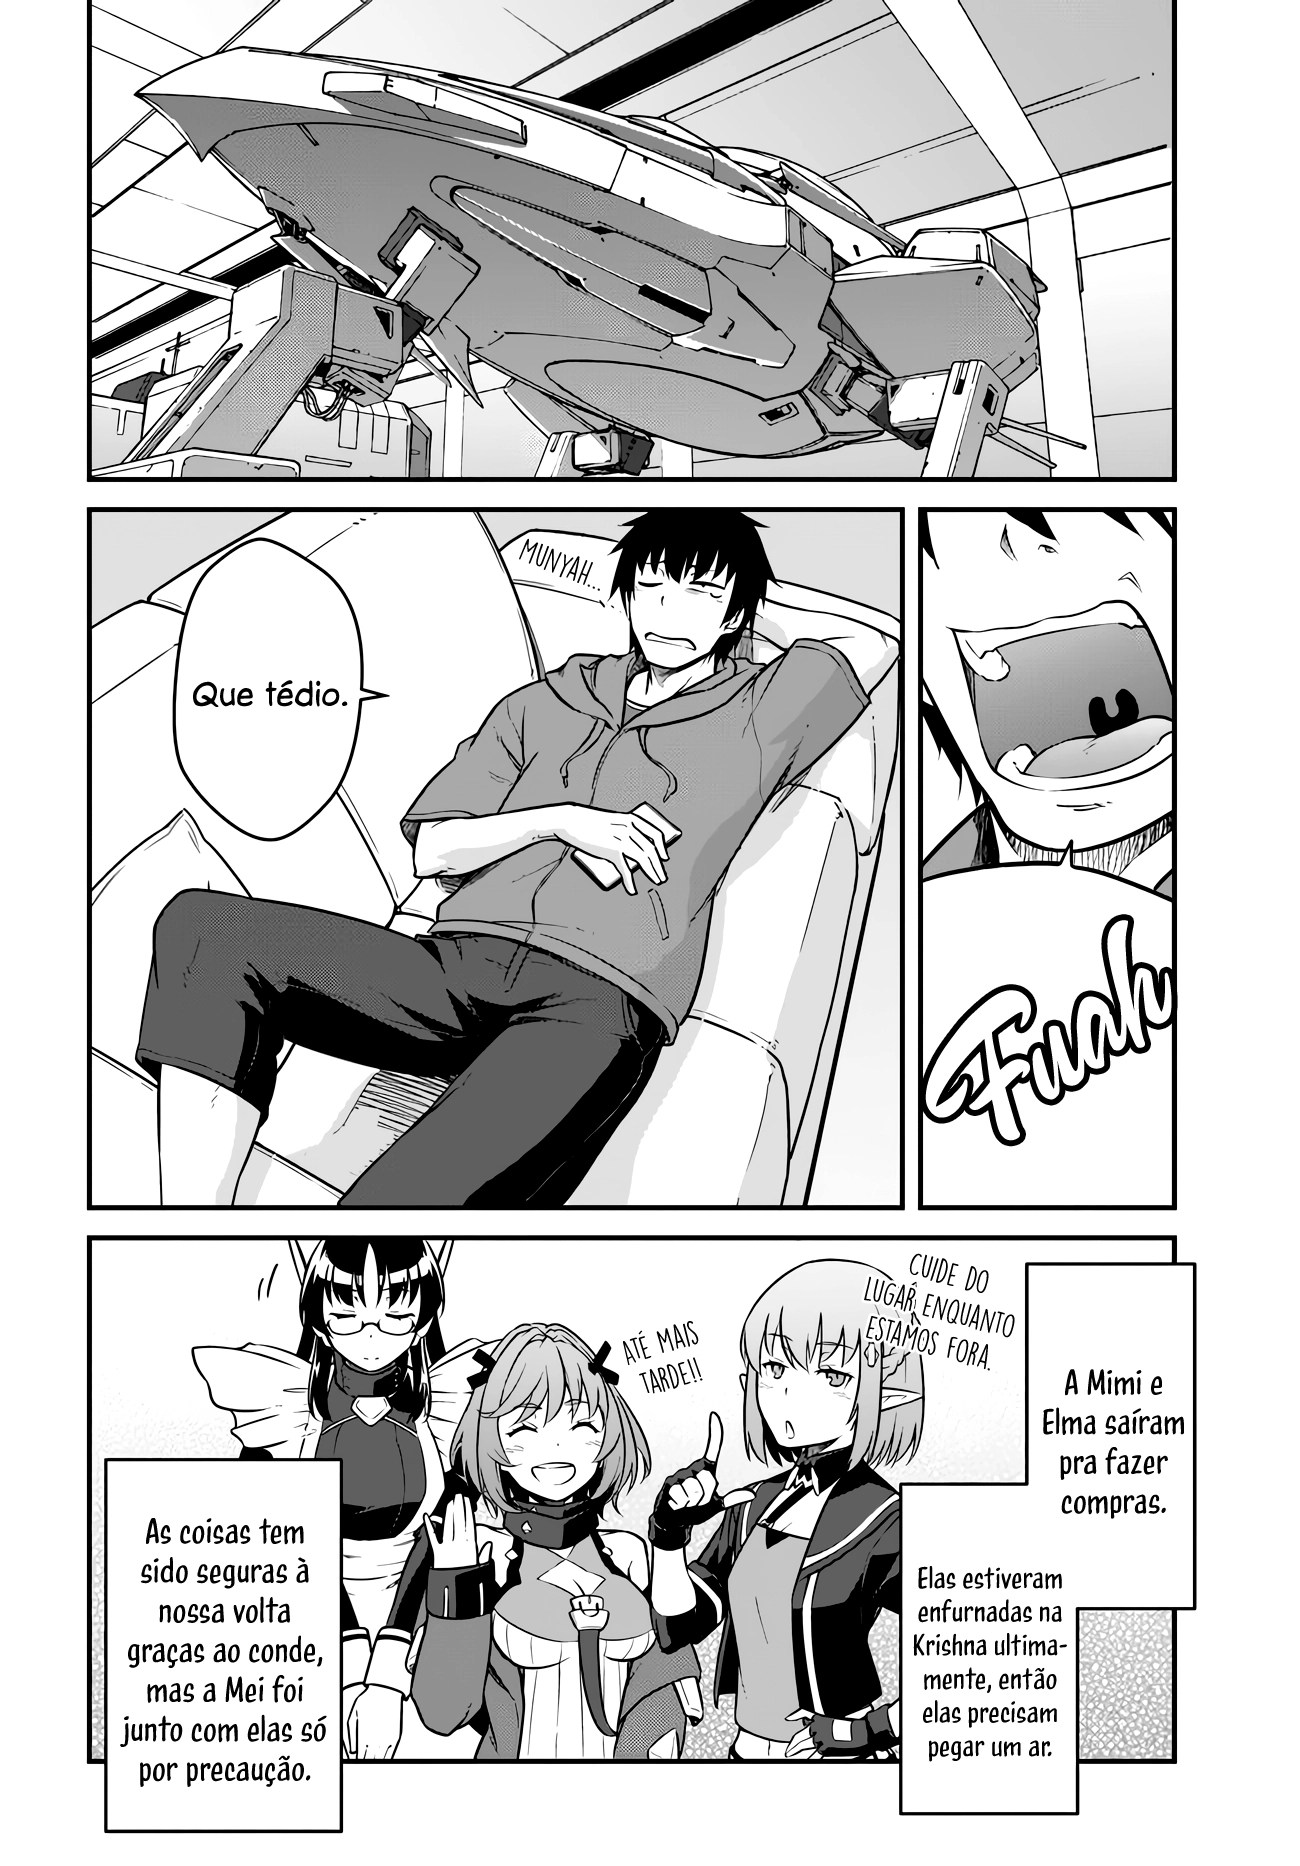 Fuah
MUNYAH...
Que tédio.
A Mimi e
Elma saíram
pra fazer
compras.
Elas estiveram
enfurnadas na
Krishna ultima-
mente, então
elas precisam
pegar um ar.
CUIDE DO
LUGAR ENQUANTO
ESTAMOS FORA.
ATÉ MAIS
TARDE!!
As coisas tem
sido seguras à
nossa volta
graças ao conde,
mas a Mei foi
junto com elas só
por precaução.